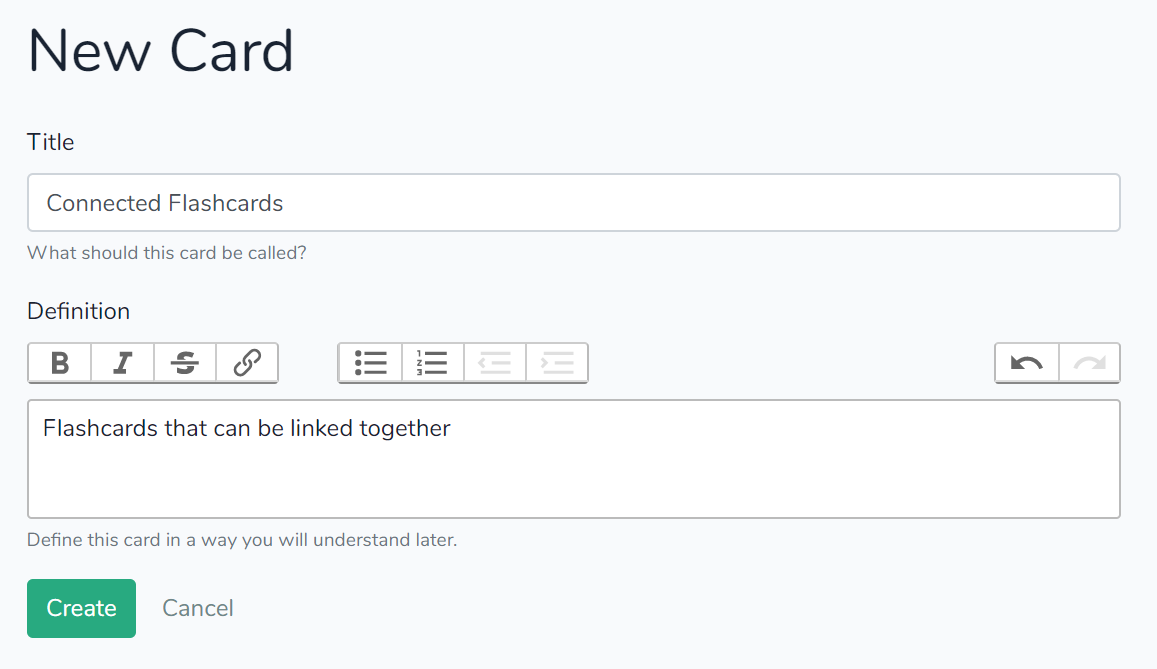 New Card
Title
Connected Flashcards
What should this card be called?
Definition
Flashcards that can be linked together
Define this card in a way you will understand later.
Create Cancel